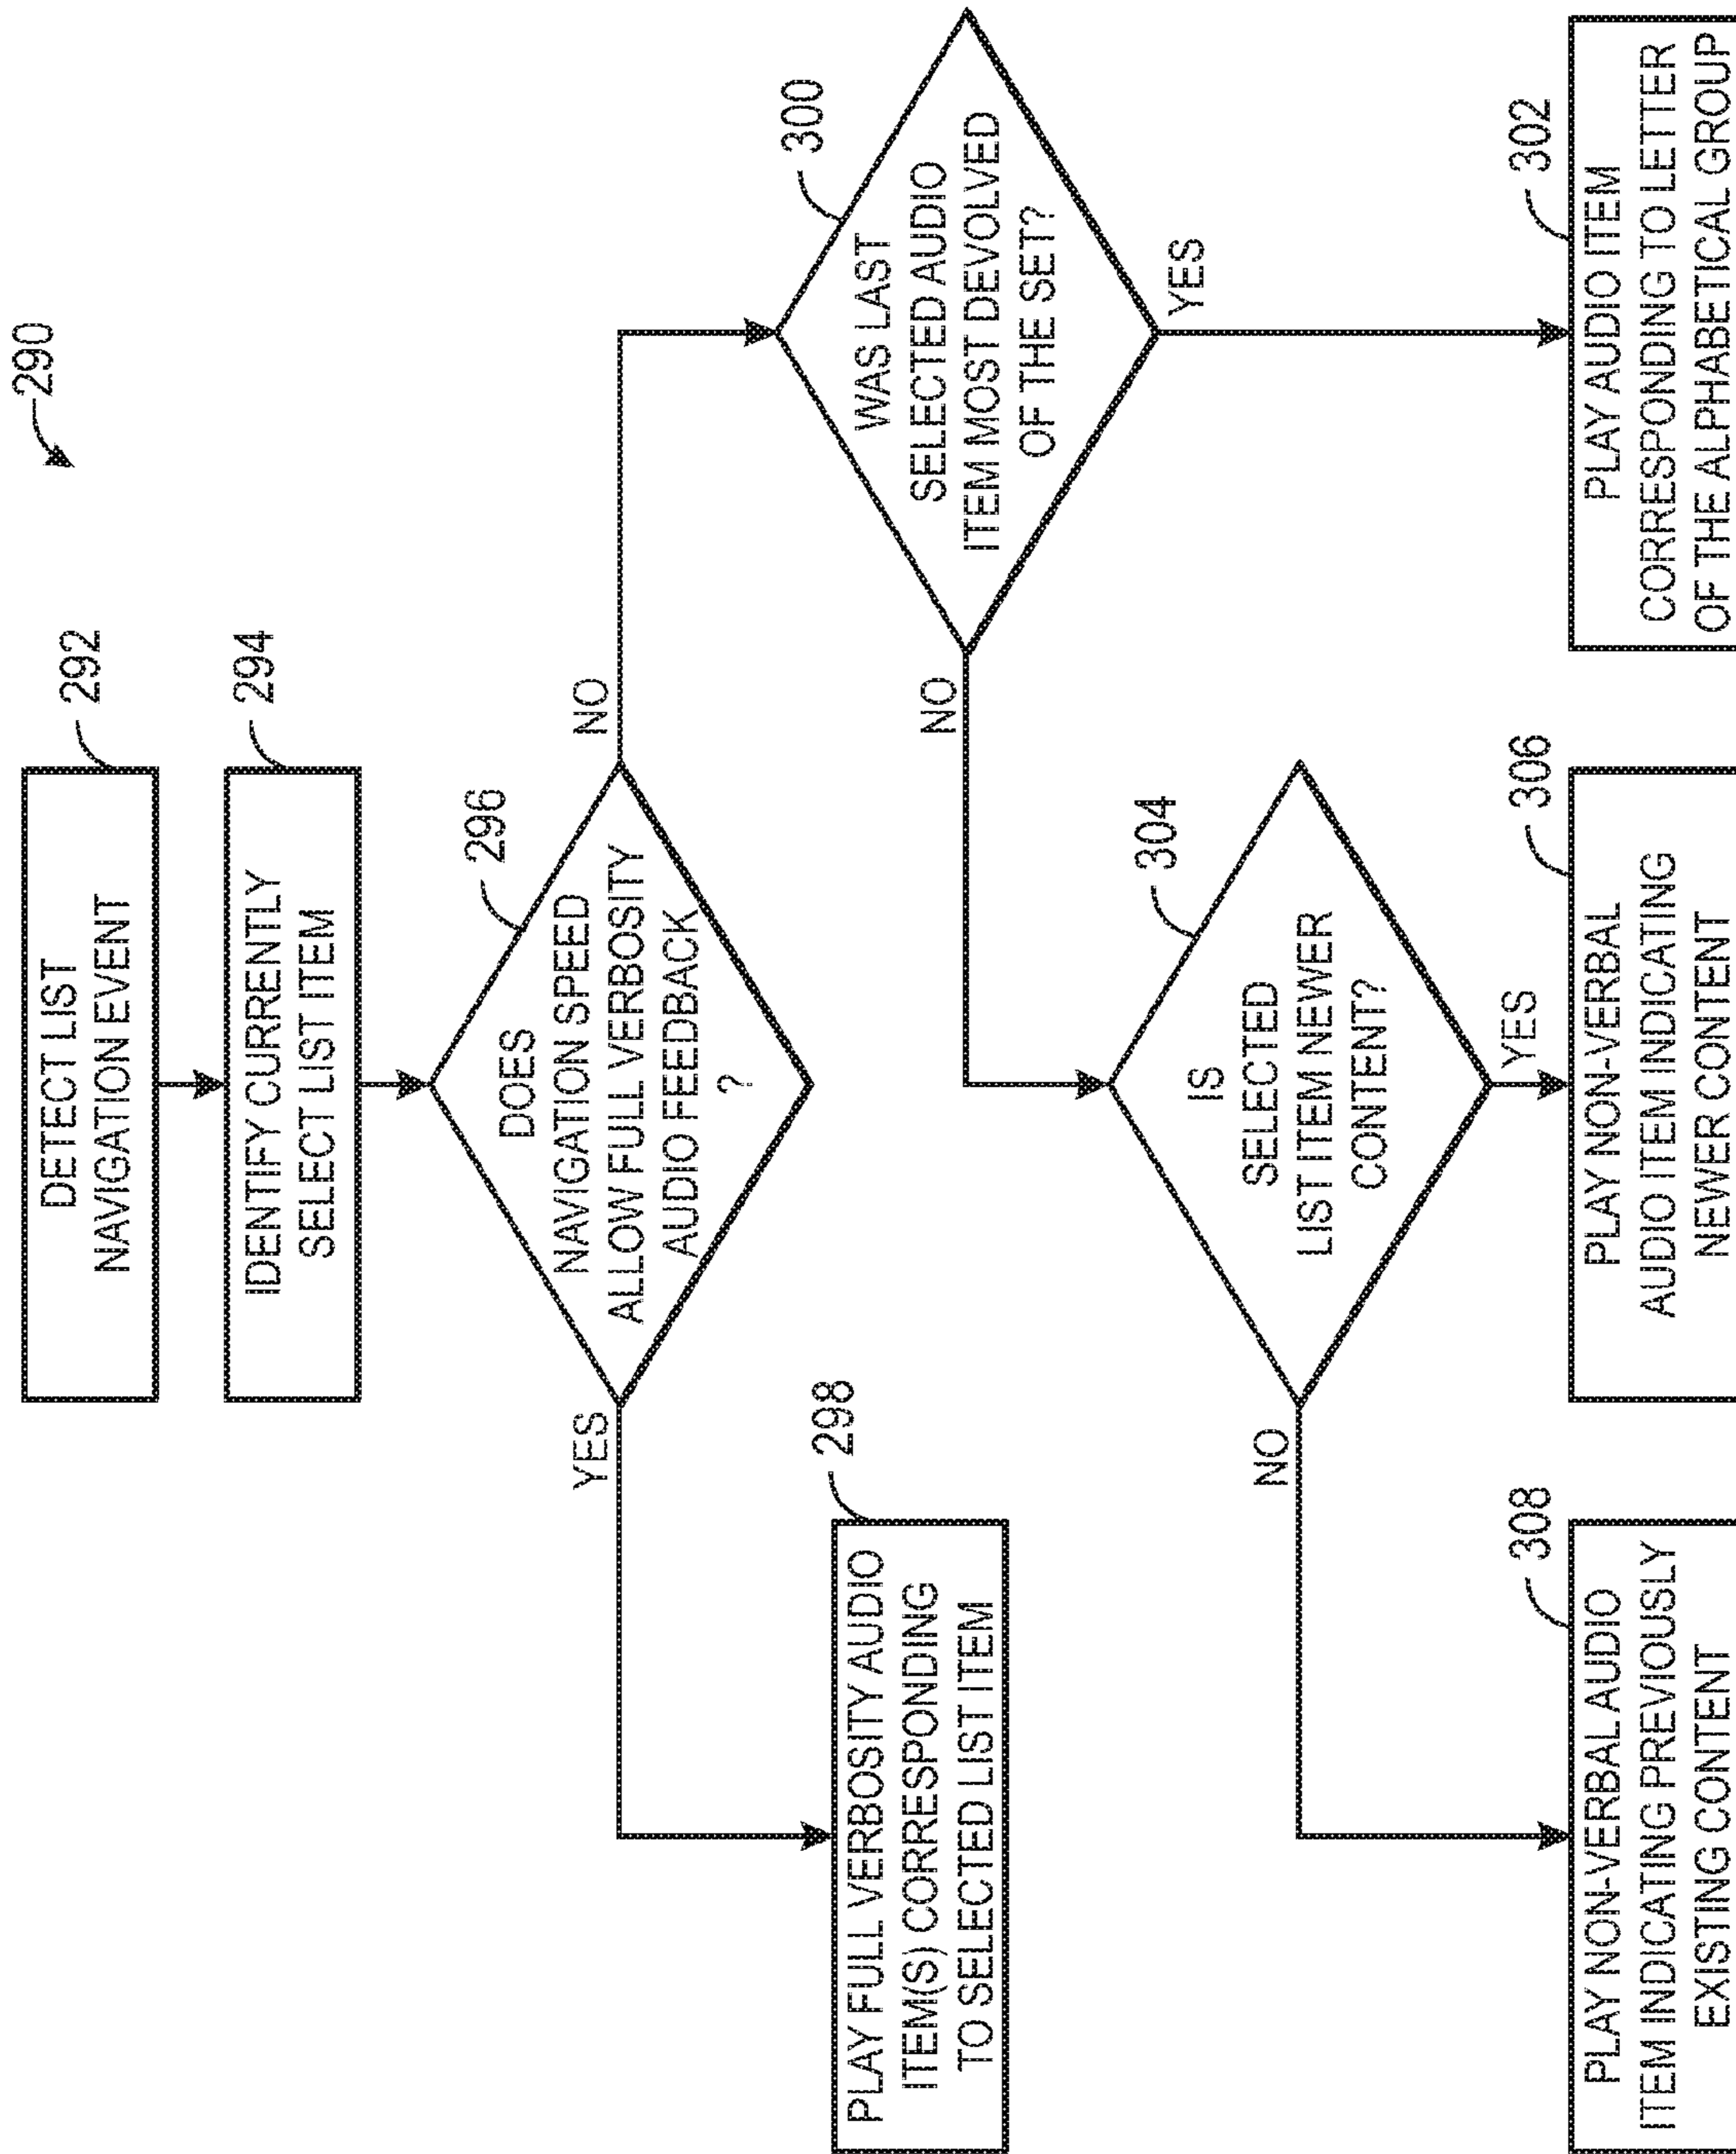 290
DETECT LIST
NAVIGATION EVENT
292
IDENTIFY CURRENTLY
SELECT LIST ITEM
294
DOES
NAVIGATION SPEED
ALLOW FULL VERBOSITY
AUDIO FEEDBACK
?
296
YES
NO
PLAY FULL VERBOSITY AUDIO
ITEM(S) CORRESPONDING
TO SELECTED LIST ITEM
298
WAS LAST
SELECTED AUDIO
ITEM MOST DEVOLVED
OF THE SET?
300
NO
YES
IS
SELECTED
LIST ITEM NEWER
CONTENT?
304
NO
YES
PLAY NON-VERBAL AUDIO
ITEM INDICATING PREVIOUSLY
EXISTING CONTENT
308
PLAY NON-VERBAL
AUDIO ITEM INDICATING
NEWER CONTENT
306
PLAY AUDIO ITEM
CORRESPONDING TO LETTER
OF THE ALPHABETICAL GROUP
302